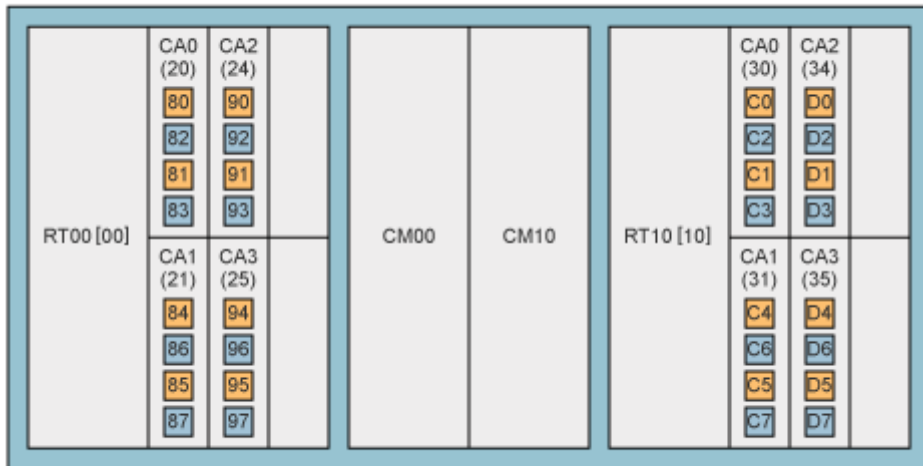 CA0 CA2
(20) (24)
80 90
82 92
81 91
83 93
RT00 [00]
CA1 CA3
(21) (25)
84 94
86 96
85 95
87 97
CM00 CM10
RT10 [10]
CA0 CA2
(30) (34)
C0 D0
C2 D2
C1 D1
C3 D3
CA1 CA3
(31) (35)
C4 D4
C6 D6
C5 D5
C7 D7